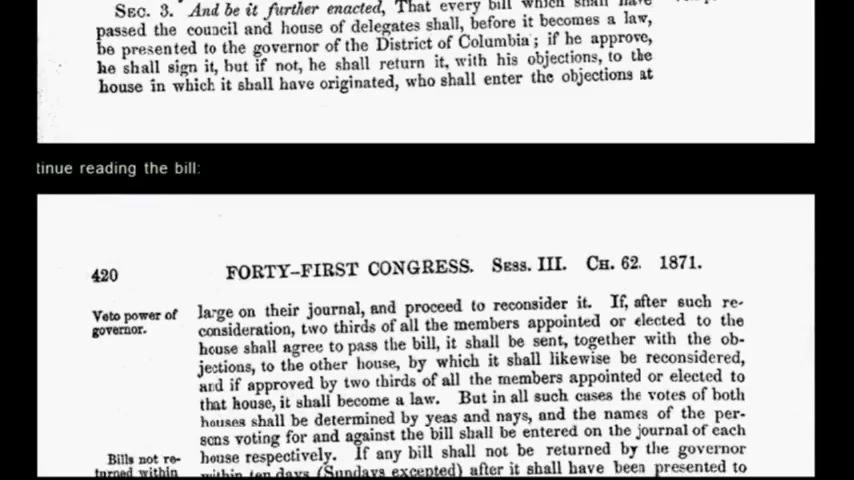 SEC. 3. And be it further enacted, That every bill which shall have
passed the council and house of delegates shall, before it becomes a law,
be presented to the governor of the District of Columbia; if he approve,
he shall sign it, but if not, he shall return it, with his objections, to the
house in which it shall have originated, who shall enter the objections at
tinue reading the bill:
420
FORTY-FIRST CONGRESS. SESS. III. CH. 62. 1871.
Veto power of
governor.
large on their journal, and proceed to reconsider it. If, after such re-
consideration, two thirds of all the members appointed or elected to the
house shall agree to pass the bill, it shall be sent, together with the ob-
jections, to the other house, by which it shall likewise be reconsidered,
and if approved by two thirds of all the members appointed or elected to
that house, it shall become a law. But in all such cases the votes of both
houses shall be determined by yeas and nays, and the names of the per-
sons voting for and against the bill shall be entered on the journal of each
house respectively. If any bill shall not be returned by the governor
within ten days (Sundays excepted) after it shall have been presented to
Bills not re-
turned within